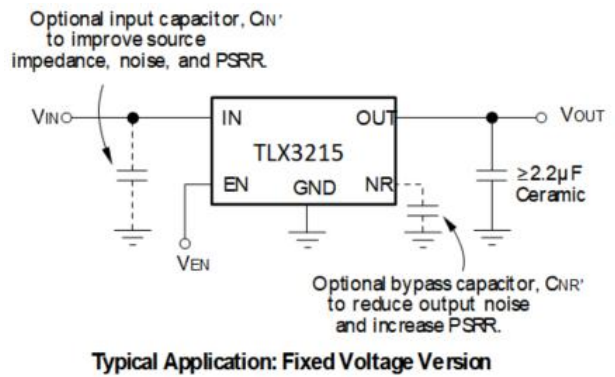 Optional input capacitor, CIN,
to improve source
impedance, noise, and PSRR.
VIN
IN
OUT
VOUT
TLX3215
EN
GND
NR
≥2.2µF
Ceramic
VEN
Optional bypass capacitor, CNR,
to reduce output noise
and increase PSRR.
Typical Application: Fixed Voltage Version